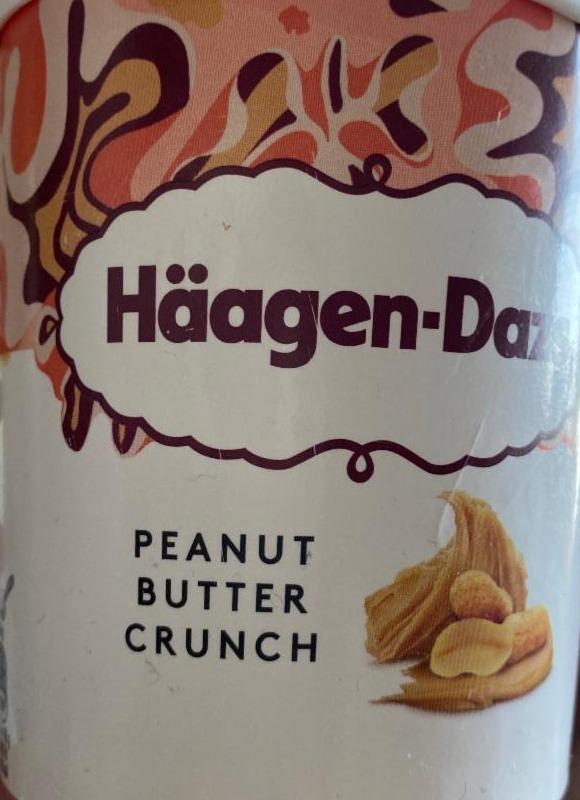 Häagen-Daz
PEANUT
BUTTER
CRUNCH